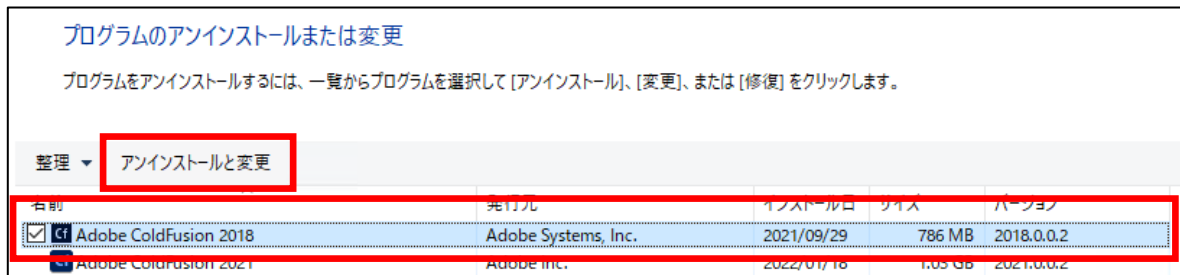 プログラムのアンインストールまたは変更
プログラムをアンインストールするには、一覧からプログラムを選択して [アンインストール]、[変更]、または [修復] をクリックします。
整理 アンインストールと変更
名前 発行元 インストール日 サイズ バージョン
Cf Adobe ColdFusion 2018 Adobe Systems, Inc. 2021/09/29 786 MB 2018.0.0.2
Cf Adobe ColdFusion 2021 Adobe Inc. 2022/01/18 1.03 GB 2021.0.0.2